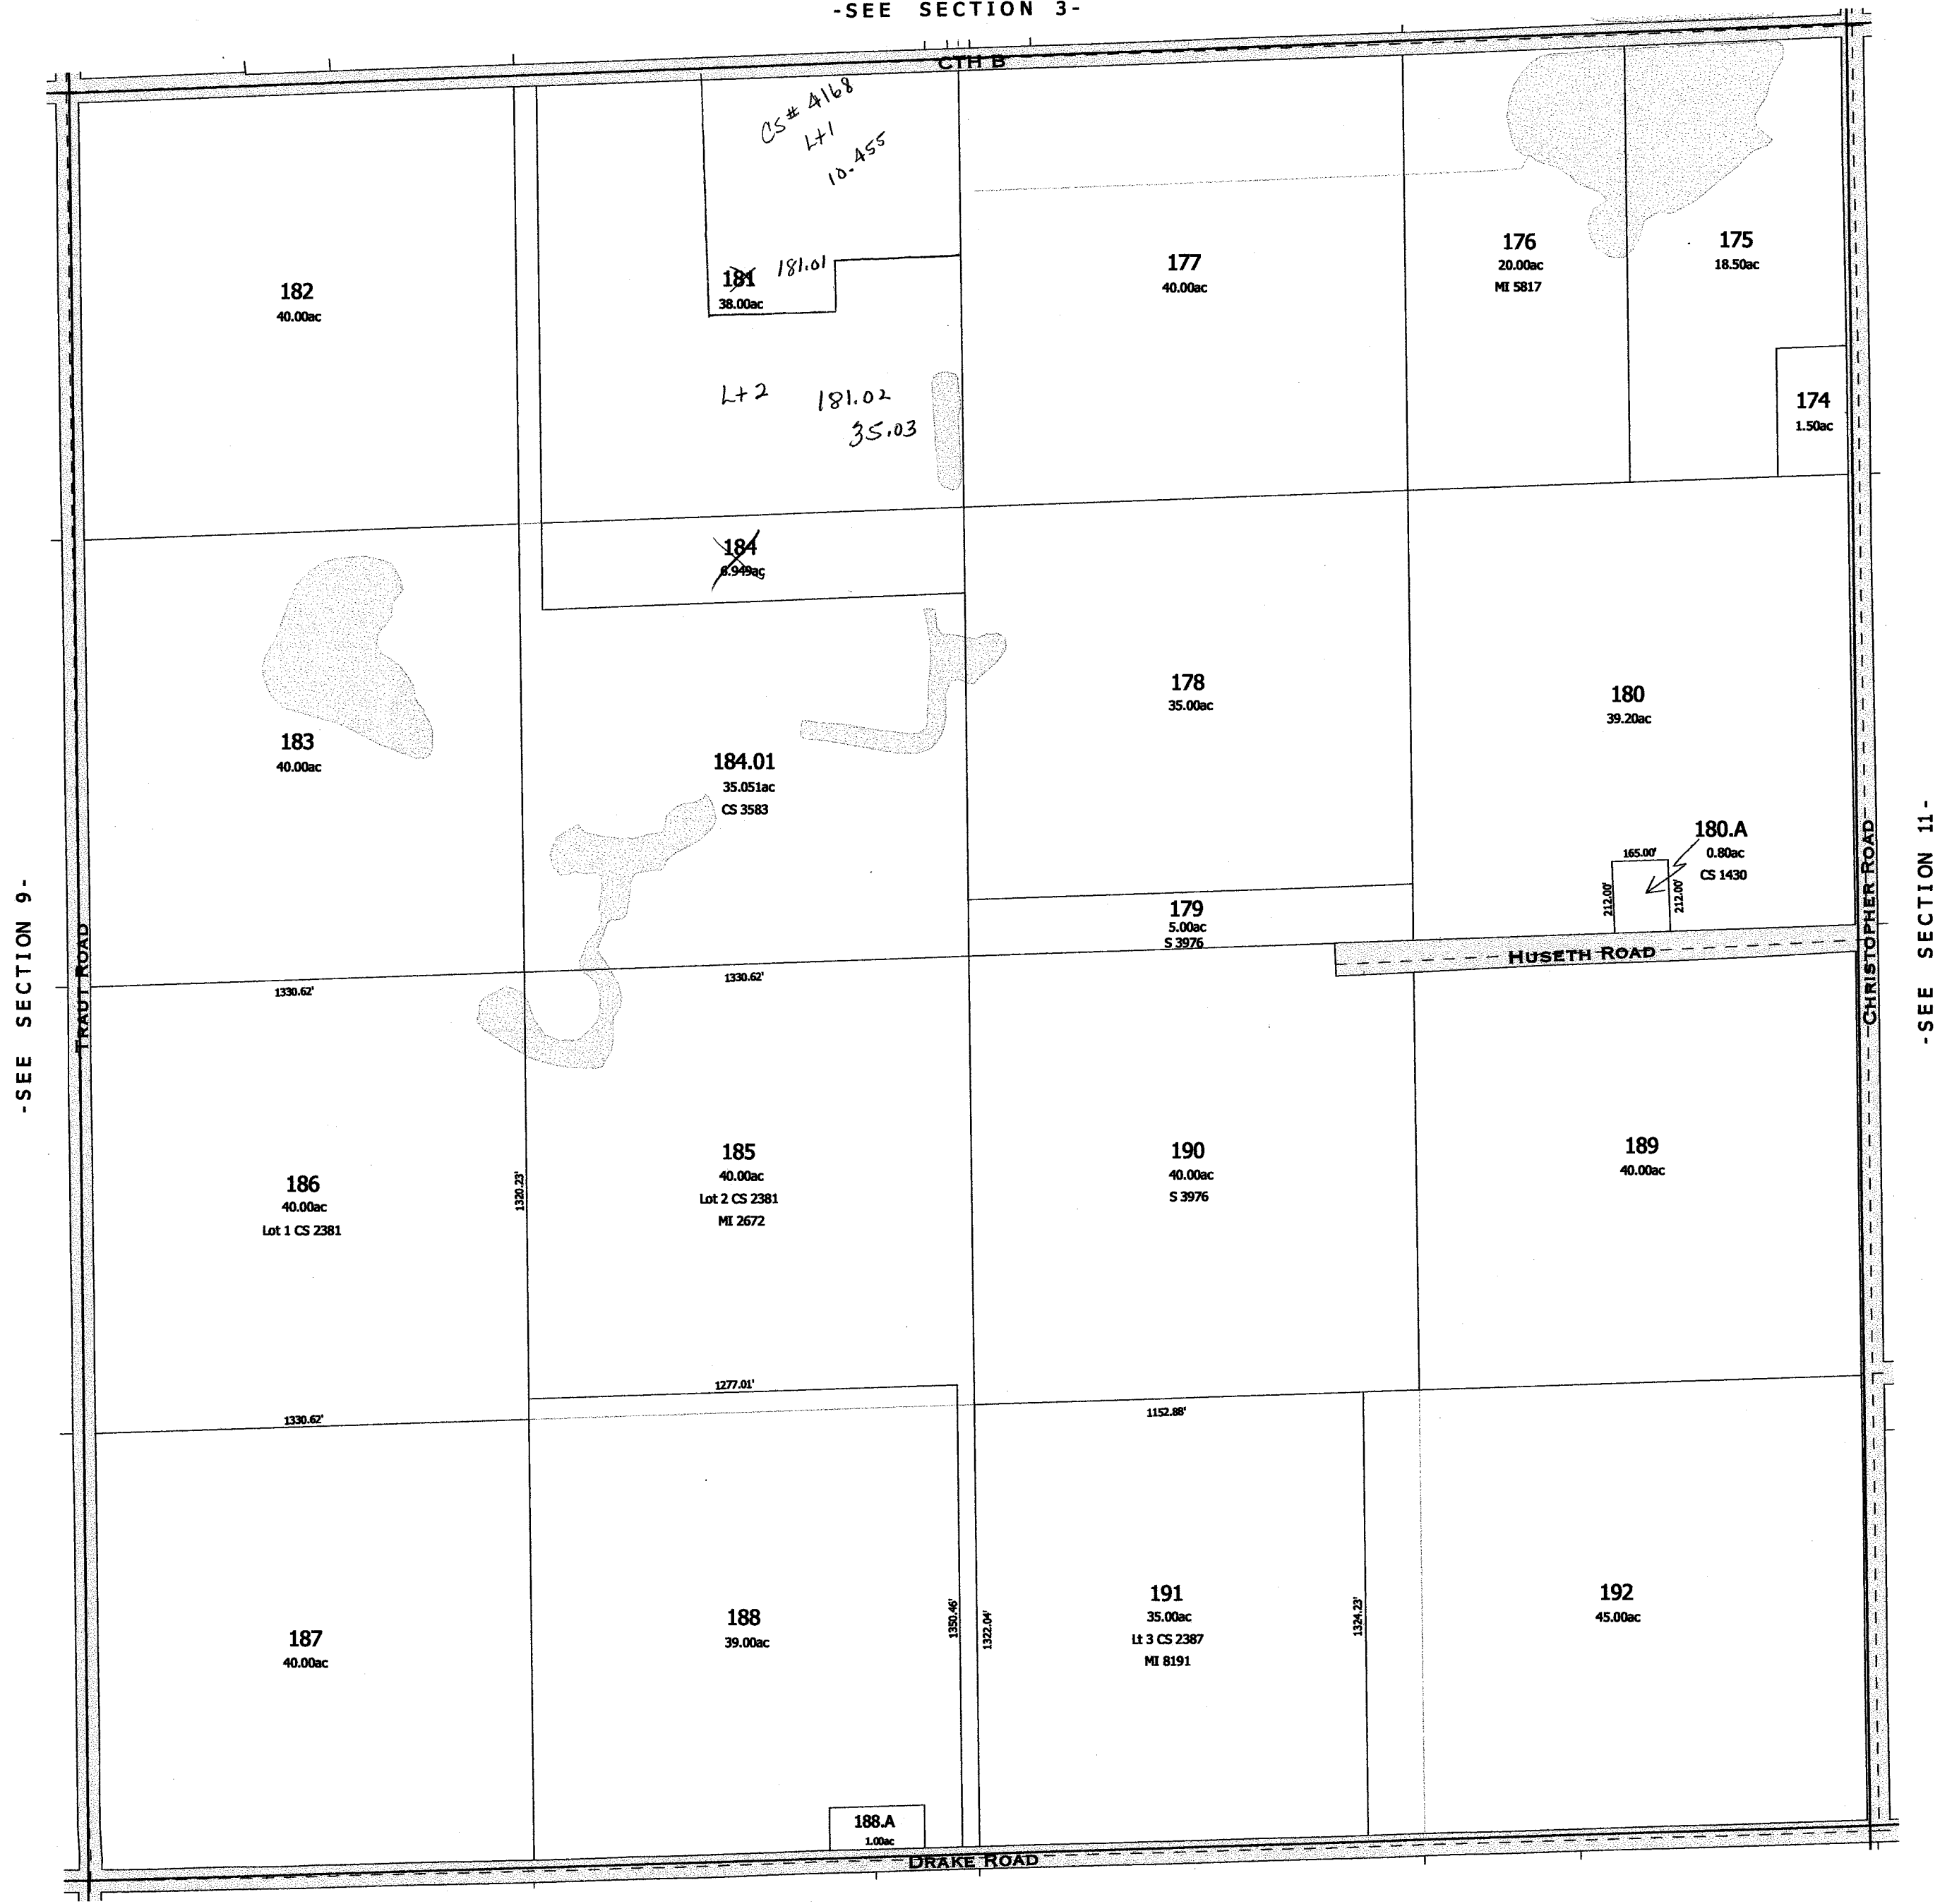 -SEE SECTION 3-
CTH B
CS# 4168
Lt1
10.455
182
40.00ac
181
181.01
38.00ac
177
40.00ac
176
20.00ac
MI 5817
175
18.50ac
174
1.50ac
Lt 2
181.02
35.03
184
6.949ac
183
40.00ac
184.01
35.051ac
CS 3583
178
35.00ac
180
39.20ac
180.A
0.80ac
CS 1430
165.00'
212.00'
212.00'
179
5.00ac
S 3976
HUSETH ROAD
-SEE SECTION 9-
TRAUT ROAD
CHRISTOPHER ROAD
-SEE SECTION 11-
1330.62'
1330.62'
186
40.00ac
Lot 1 CS 2381
1320.23'
185
40.00ac
Lot 2 CS 2381
MI 2672
190
40.00ac
S 3976
189
40.00ac
1330.62'
1277.01'
1152.88'
187
40.00ac
188
39.00ac
1350.46'
1322.04'
191
35.00ac
Lt 3 CS 2387
MI 8191
1324.23'
192
45.00ac
188.A
1.00ac
DRAKE ROAD